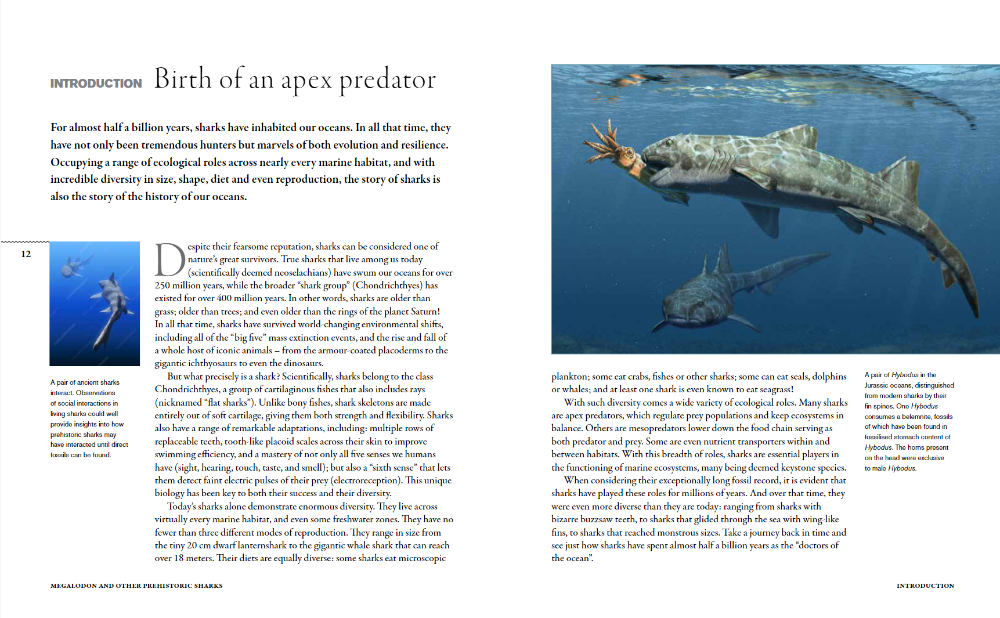 INTRODUCTION Birth of an apex predator
For almost half a billion years, sharks have inhabited our oceans. In all that time, they
have not only been tremendous hunters but marvels of both evolution and resilience.
Occupying a range of ecological roles across nearly every marine habitat, and with
incredible diversity in size, shape, diet and even reproduction, the story of sharks is
also the story of the history of our oceans.
12
A pair of ancient sharks
interact. Observations
of social interactions in
living sharks could well
provide insights into how
prehistoric sharks may
have interacted until direct
fossils can be found.
Despite their fearsome reputation, sharks can be considered one of
nature’s great survivors. True sharks that live among us today
(scientifically deemed neoselachians) have swum our oceans for over
250 million years, while the broader “shark group” (Chondrichthyes) has
existed for over 400 million years. In other words, sharks are older than
grass; older than trees; and even older than the rings of the planet Saturn!
In all that time, sharks have survived world-changing environmental shifts,
including all of the “big five” mass extinction events, and the rise and fall of
a whole host of iconic animals – from the armour-coated placoderms to the
gigantic ichthyosaurs to even the dinosaurs.
But what precisely is a shark? Scientifically, sharks belong to the class
Chondrichthyes, a group of cartilaginous fishes that also includes rays
(nicknamed “flat sharks”). Unlike bony fishes, shark skeletons are made
entirely out of soft cartilage, giving them both strength and flexibility. Sharks
also have a range of remarkable adaptations, including: multiple rows of
replaceable teeth, tooth-like placoid scales across their skin to improve
swimming efficiency, and a mastery of not only all five senses we humans
have (sight, hearing, touch, taste, and smell); but also a “sixth sense” that lets
them detect faint electric pulses of their prey (electroreception). This unique
biology has been key to both their success and their diversity.
Today’s sharks alone demonstrate enormous diversity. They live across
virtually every marine habitat, and even some freshwater zones. They have no
fewer than three different modes of reproduction. They range in size from
the tiny 20 cm dwarf lanternshark to the gigantic whale shark that can reach
over 18 meters. Their diets are equally diverse: some sharks eat microscopic
MEGALODON AND OTHER PREHISTORIC SHARKS
plankton; some eat crabs, fishes or other sharks; some can eat seals, dolphins
or whales; and at least one shark is even known to eat seagrass!
With such diversity comes a wide variety of ecological roles. Many sharks
are apex predators, which regulate prey populations and keep ecosystems in
balance. Others are mesopredators lower down the food chain serving as
both predator and prey. Some are even nutrient transporters within and
between habitats. With this breadth of roles, sharks are essential players in
the functioning of marine ecosystems, many being deemed keystone species.
When considering their exceptionally long fossil record, it is evident that
sharks have played these roles for millions of years. And over that time, they
were even more diverse than they are today: ranging from sharks with
bizarre buzzsaw teeth, to sharks that glided through the sea with wing-like
fins, to sharks that reached monstrous sizes. Take a journey back in time and
see just how sharks have spent almost half a billion years as the “doctors of
the ocean”.
A pair of Hybodus in the
Jurassic oceans, distinguished
from modern sharks by their
fin spines. One Hybodus
consumes a belemnite, fossils
of which have been found in
fossilised stomach content of
Hybodus. The horns present
on the head were exclusive
to male Hybodus.
INTRODUCTION